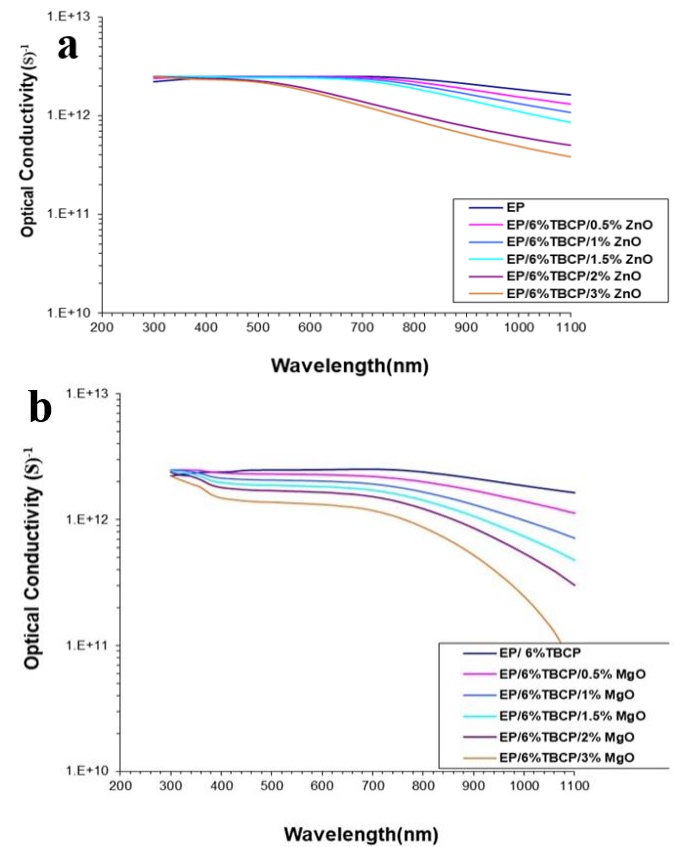 a
1.E+13
1.E+12
1.E+11
1.E+10
Optical Conductivity(s)-1
EP
EP/6%TBCP/0.5% ZnO
EP/6%TBCP/1% ZnO
EP/6%TBCP/1.5% ZnO
EP/6%TBCP/2% ZnO
EP/6%TBCP/3% ZnO
200 300 400 500 600 700 800 900 1000 1100
Wavelength(nm)
b
1.E+13
1.E+12
1.E+11
1.E+10
Optical Conductivity (S)-1
EP/ 6%TBCP
EP/6%TBCP/0.5% MgO
EP/6%TBCP/1% MgO
EP/6%TBCP/1.5% MgO
EP/6%TBCP/2% MgO
EP/6%TBCP/3% MgO
200 300 400 500 600 700 800 900 1000 1100
Wavelength(nm)